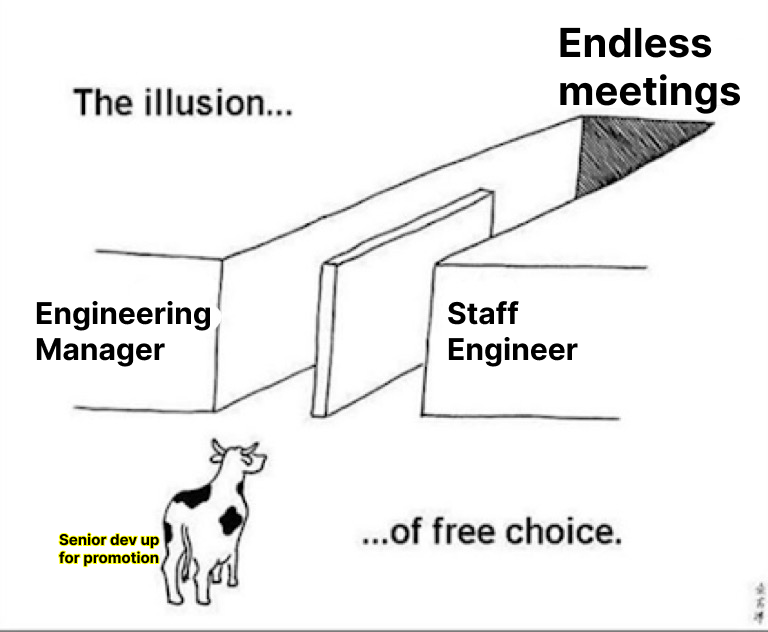 Endless
meetings
The illusion...
Engineering
Manager
Staff
Engineer
Senior dev up
for promotion
...of free choice.